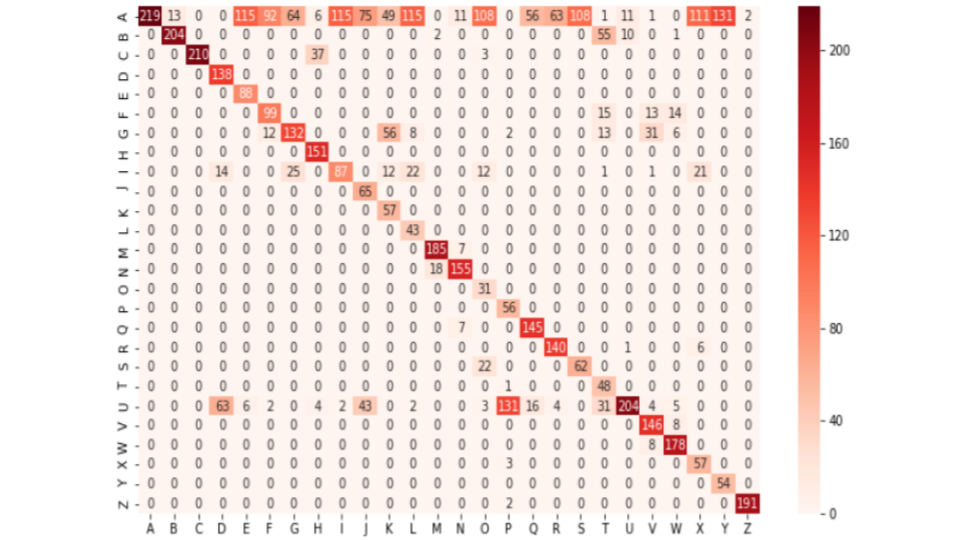 A 219 13 0 0 115 92 64 6 115 75 49 115 0 11 108 0 56 63 108 1 11 1 0 111 131 2
B 0 204 0 0 0 0 0 0 0 0 0 0 2 0 0 0 0 0 0 55 10 0 1 0 0 0
C 0 0 210 0 0 0 0 37 0 0 0 0 0 0 3 0 0 0 0 0 0 0 0 0 0 0
D 0 0 0 138 0 0 0 0 0 0 0 0 0 0 0 0 0 0 0 0 0 0 0 0 0 0
E 0 0 0 0 88 0 0 0 0 0 0 0 0 0 0 0 0 0 0 0 0 0 0 0 0 0
F 0 0 0 0 0 99 0 0 0 0 0 0 0 0 0 0 0 0 0 15 0 13 14 0 0 0
G 0 0 0 0 0 12 132 0 0 0 56 8 0 0 0 2 0 0 0 13 0 31 6 0 0 0
H 0 0 0 0 0 0 0 151 0 0 0 0 0 0 0 0 0 0 0 0 0 0 0 0 0 0
I 0 0 0 14 0 0 25 0 87 0 12 22 0 0 12 0 0 0 0 1 0 1 0 21 0 0
J 0 0 0 0 0 0 0 0 0 65 0 0 0 0 0 0 0 0 0 0 0 0 0 0 0 0
K 0 0 0 0 0 0 0 0 0 0 57 0 0 0 0 0 0 0 0 0 0 0 0 0 0 0
L 0 0 0 0 0 0 0 0 0 0 0 43 0 0 0 0 0 0 0 0 0 0 0 0 0 0
M 0 0 0 0 0 0 0 0 0 0 0 0 185 7 0 0 0 0 0 0 0 0 0 0 0 0
N 0 0 0 0 0 0 0 0 0 0 0 0 18 155 0 0 0 0 0 0 0 0 0 0 0 0
O 0 0 0 0 0 0 0 0 0 0 0 0 0 0 31 0 0 0 0 0 0 0 0 0 0 0
P 0 0 0 0 0 0 0 0 0 0 0 0 0 0 0 56 0 0 0 0 0 0 0 0 0 0
Q 0 0 0 0 0 0 0 0 0 0 0 0 0 7 0 0 145 0 0 0 0 0 0 0 0 0
R 0 0 0 0 0 0 0 0 0 0 0 0 0 0 0 0 0 140 0 0 1 0 0 6 0 0
S 0 0 0 0 0 0 0 0 0 0 0 0 0 0 22 0 0 0 62 0 0 0 0 0 0 0
T 0 0 0 0 0 0 0 0 0 0 0 0 0 0 0 1 0 0 0 48 0 0 0 0 0 0
U 0 0 0 63 6 2 0 4 2 43 0 2 0 0 3 131 16 4 0 31 204 4 5 0 0 0
V 0 0 0 0 0 0 0 0 0 0 0 0 0 0 0 0 0 0 0 0 0 146 8 0 0 0
W 0 0 0 0 0 0 0 0 0 0 0 0 0 0 0 0 0 0 0 0 0 8 178 0 0 0
X 0 0 0 0 0 0 0 0 0 0 0 0 0 0 0 3 0 0 0 0 0 0 0 57 0 0
Y 0 0 0 0 0 0 0 0 0 0 0 0 0 0 0 0 0 0 0 0 0 0 0 0 54 0
Z 0 0 0 0 0 0 0 0 0 0 0 0 0 0 0 2 0 0 0 0 0 0 0 0 0 191
A B C D E F G H I J K L M N O P Q R S T U V W X Y Z
200
160
120
80
40
0